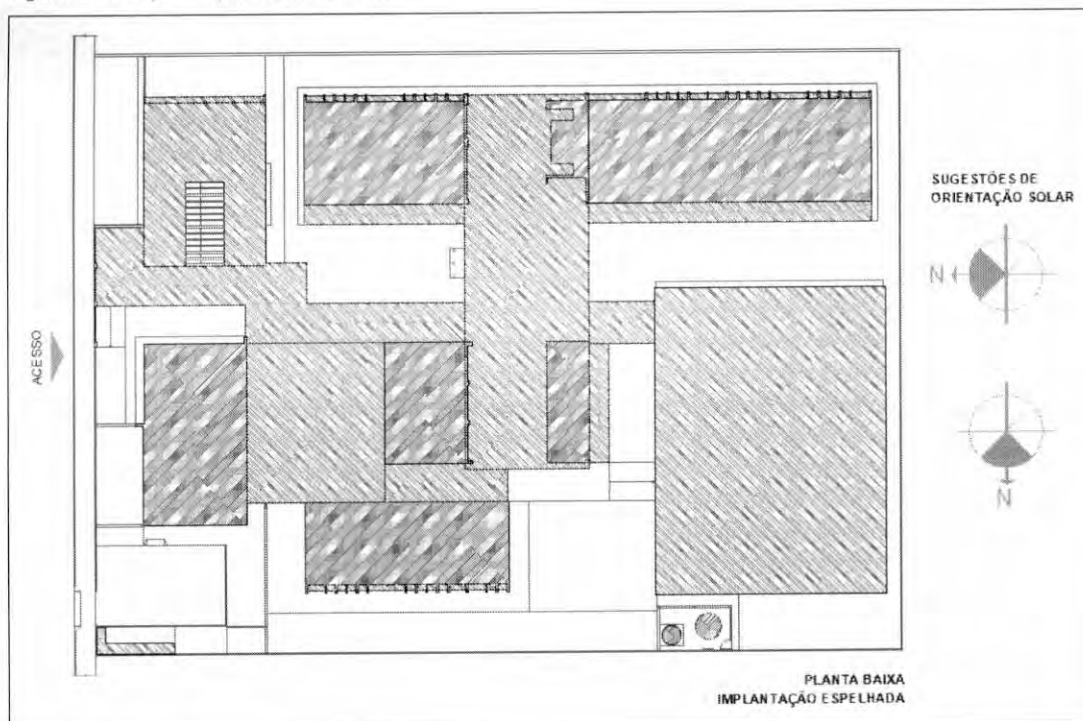 SUGESTÕES DE
ORIENTAÇÃO SOLAR
N
ACESSO
N
PLANTA BAIXA
IMPLANTAÇÃO ESPELHADA